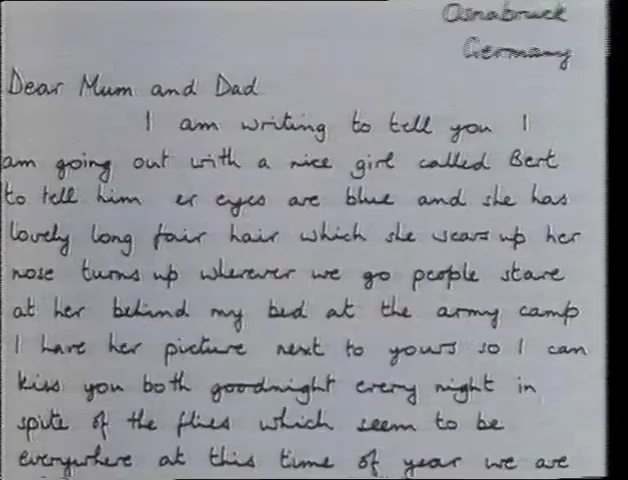 Osnabruck
Germany
Dear Mum and Dad
I am writing to tell you I
am going out with a nice girl called Bert
to tell him er eyes are blue and she has
lovely long fair hair which she wears up her
nose turns up wherever we go people stare
at her behind my bed at the army camp
I have her picture next to yours so I can
kiss you both goodnight every night in
spite of the flies which seem to be
everywhere at this time of year we are